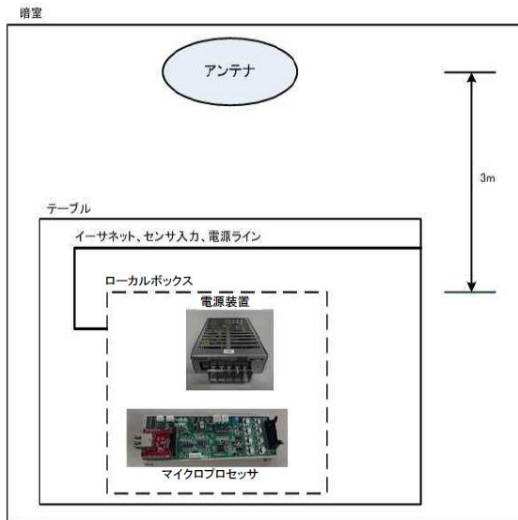 暗室
アンテナ
3m
テーブル
イーサネット、センサ入力、電源ライン
ローカルボックス
電源装置
マイクロプロセッサ